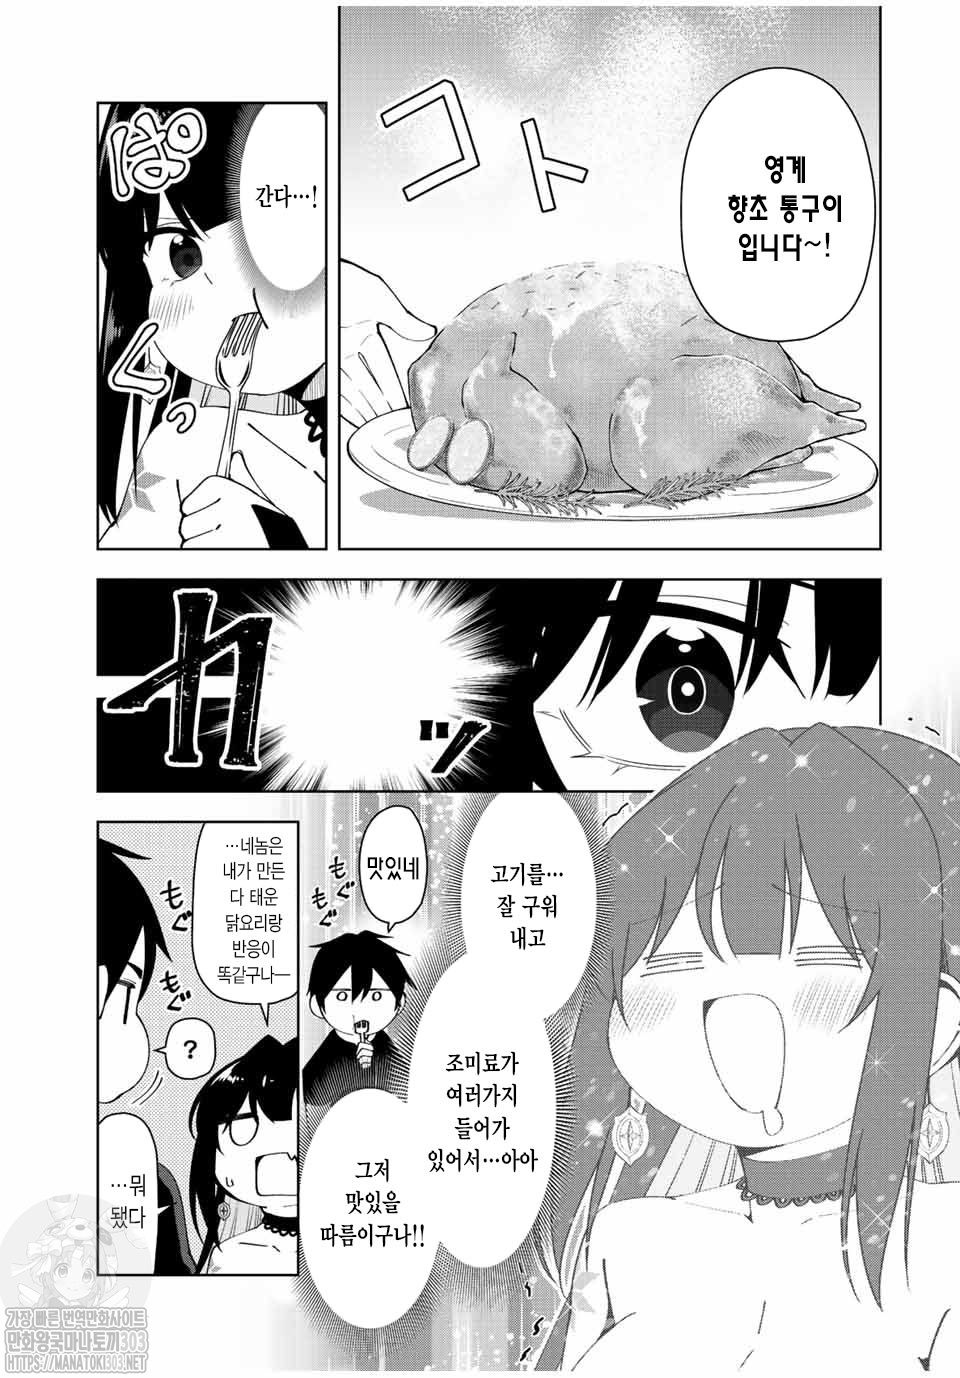 コト
영계
향초 통구이
입니다~!
간다…!
ぱく
っ
カッ
고기를…
잘 구워
내고
조미료가
여러가지
들어가
있어서…아아
그저
맛있을
따름이구나!!
맛있네
もぐ
もぐ
…네놈은
내가 만든
다 태운
닭요리랑
반응이
똑같구나—
もぐ
もぐ
?
…뭐
됐다
가장 빠른 번역만화사이트
만화왕국마나토끼303
HTTPS://MANATOKI303.NET